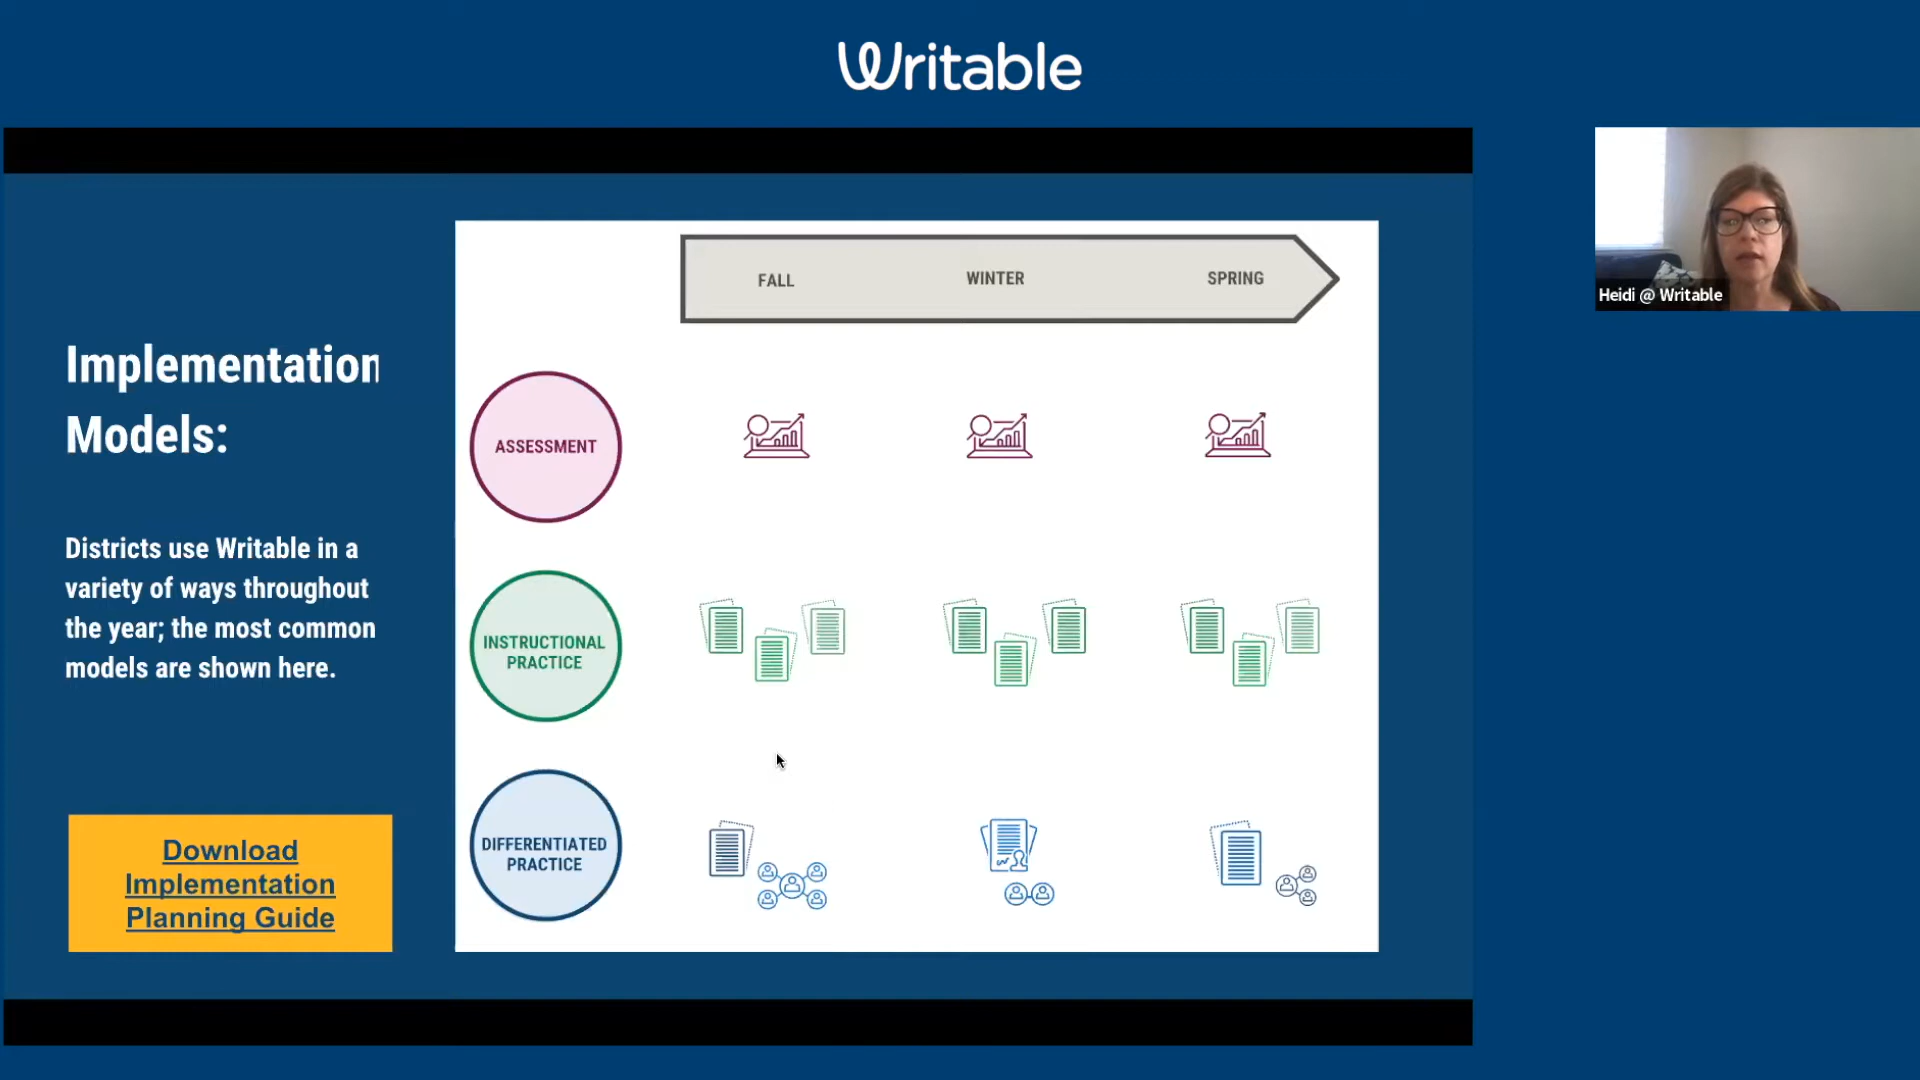 Writable
Implementation
Models:
Districts use Writable in a
variety of ways throughout
the year; the most common
models are shown here.
Download
Implementation
Planning Guide
FALL
WINTER
SPRING
ASSESSMENT
INSTRUCTIONAL
PRACTICE
DIFFERENTIATED
PRACTICE
Heidi @ Writable